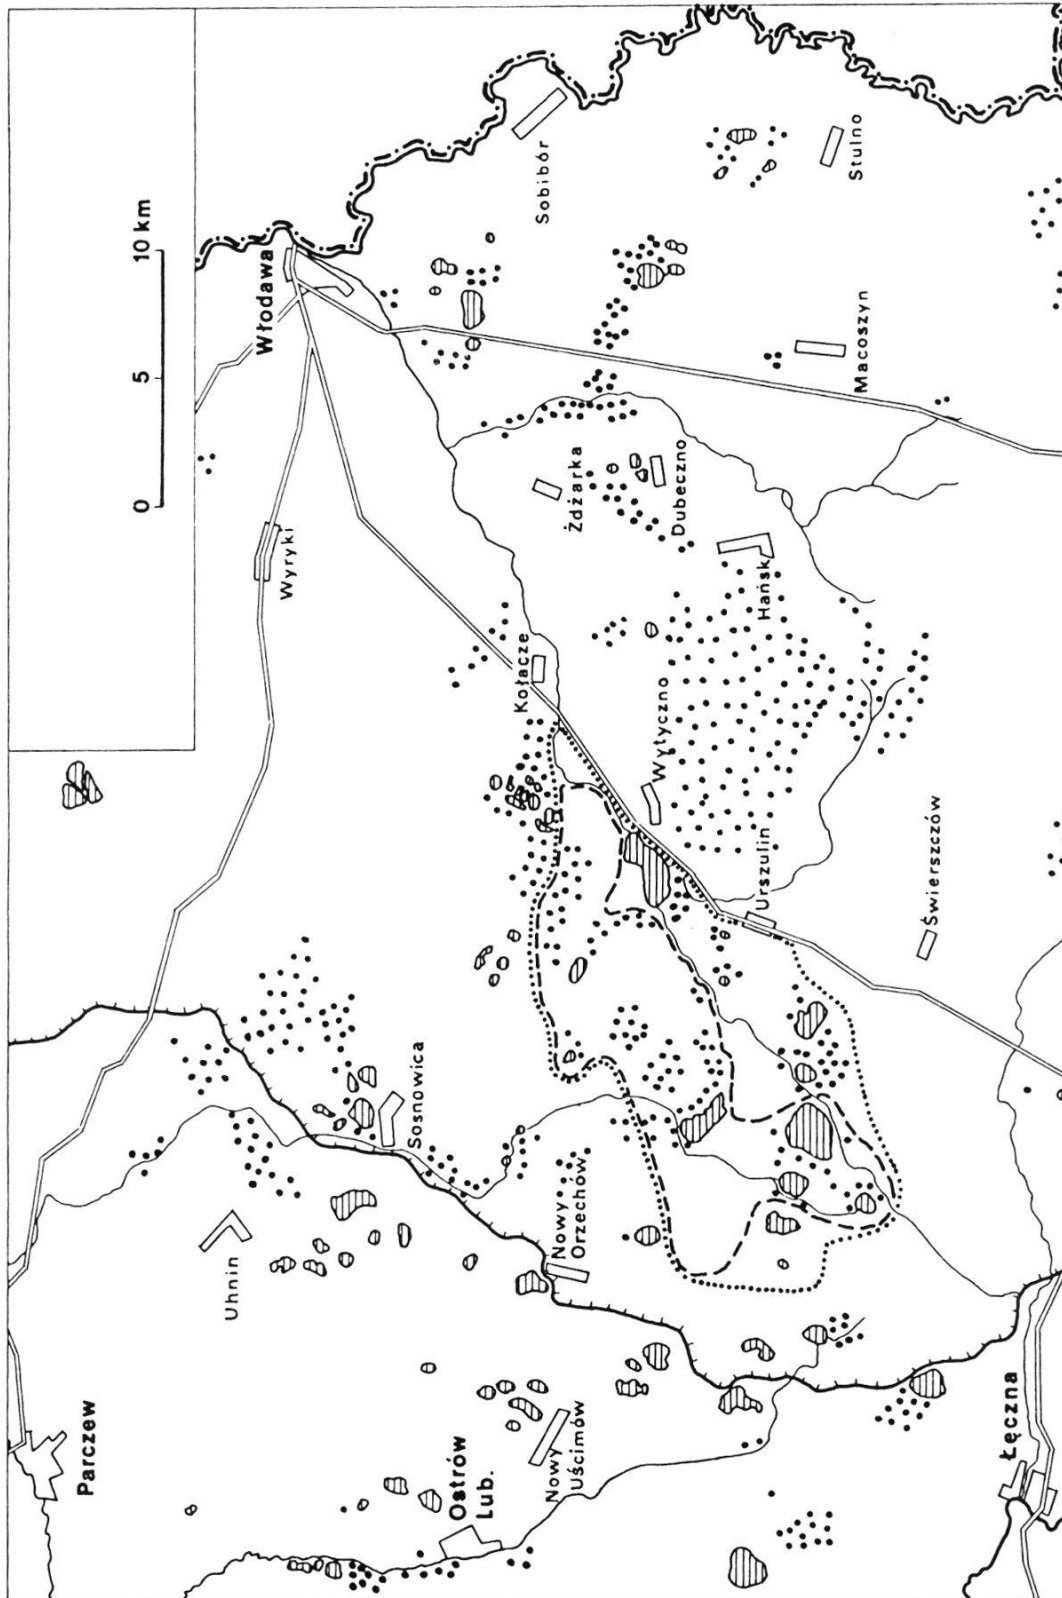 Parczew
0 5 10 km
Uhnin
Włodawa
Wyryki
Sosnowica
Ostrów
Lub.
Kołacze
Sobibór
Nowy
Uścimów
Nowy
Orzechów
Żdżarka
Wytyczno
Dubeczno
Urszulin
Hańsk
Stulno
Macoszyn
Świerszczów
Łęczna